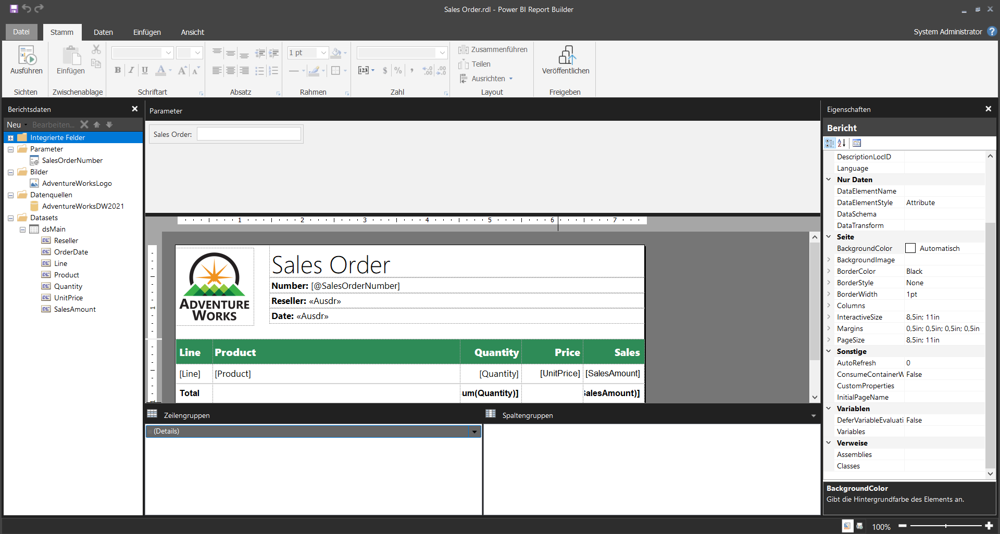 Sales Order.rdl - Power BI Report Builder
Datei Stamm Daten Einfügen Ansicht
System Administrator ?
Ausführen
Sichten
Einfügen
Zwischenablage
B I U A A A
Schriftart
Absatz
1 pt
Rahmen
[123] $ % , .00 .00
Zahl
Zusammenführen
Teilen
Ausrichten
Layout
Veröffentlichen
Freigeben
Berichtsdaten
Neu Bearbeiten...
Integrierte Felder
Parameter
SalesOrderNumber
Bilder
AdventureWorksLogo
Datenquellen
AdventureWorksDW2021
Datasets
dsMain
Reseller
OrderDate
Line
Product
Quantity
UnitPrice
SalesAmount
Parameter
Sales Order:
1 2 3 4 5 6 7
1
1
ADVENTURE
WORKS
Sales Order
Number: [@SalesOrderNumber]
Reseller: «Ausdr»
Date: «Ausdr»
Line Product Quantity Price Sales
[Line] [Product] [Quantity] [UnitPrice] [SalesAmount]
Total um(Quantity)] SalesAmount)]
Zeilengruppen
(Details)
Spaltengruppen
Eigenschaften
Bericht
DescriptionLocID
Language
Nur Daten
DataElementName
DataElementStyle Attribute
DataSchema
DataTransform
Seite
BackgroundColor Automatisch
BackgroundImage
BorderColor Black
BorderStyle None
BorderWidth 1pt
Columns
InteractiveSize 8,5in; 11in
Margins 0,5in; 0,5in; 0,5in; 0,5in
PageSize 8,5in; 11in
Sonstige
AutoRefresh 0
ConsumeContainerW False
CustomProperties
InitialPageName
Variablen
DeferVariableEvaluati False
Variables
Verweise
Assemblies
Classes
BackgroundColor
Gibt die Hintergrundfarbe des Elements an.
100%